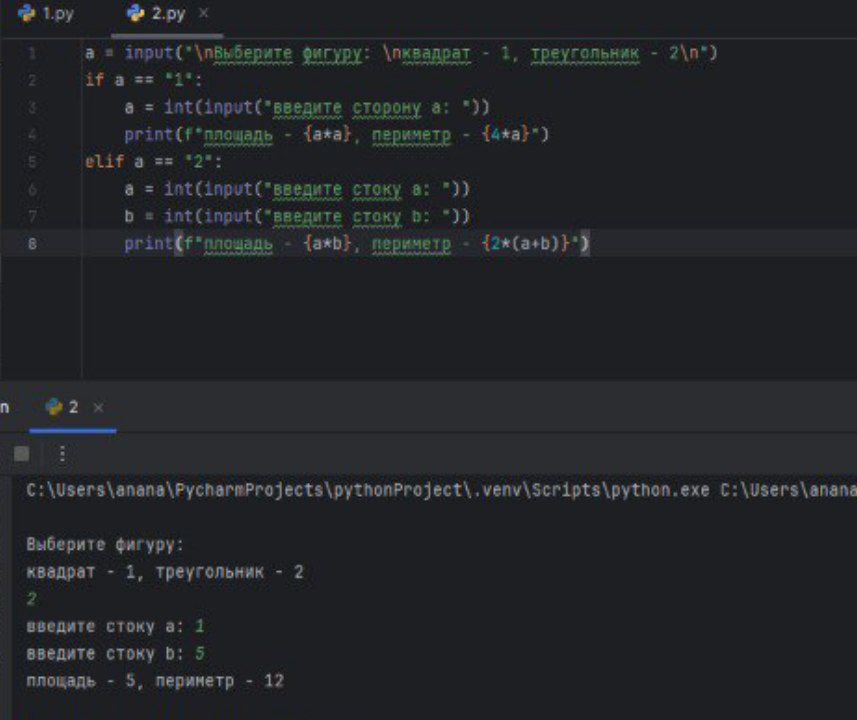 1.py 2.py ×
1 a = input("\nВыберите фигуру: \nквадрат - 1, треугольник - 2\n")
2 if a == "1":
3 a = int(input("введите сторону a: "))
4 print(f"площадь - {a*a}, периметр - {4*a}")
5 elif a == "2":
6 a = int(input("введите стоку a: "))
7 b = int(input("введите стоку b: "))
8 print(f"площадь - {a*b}, периметр - {2*(a+b)}")
n 2 ×
C:\Users\anana\PycharmProjects\pythonProject\.venv\Scripts\python.exe C:\Users\anana
Выберите фигуру:
квадрат - 1, треугольник - 2
2
введите стоку a: 1
введите стоку b: 5
площадь - 5, периметр - 12